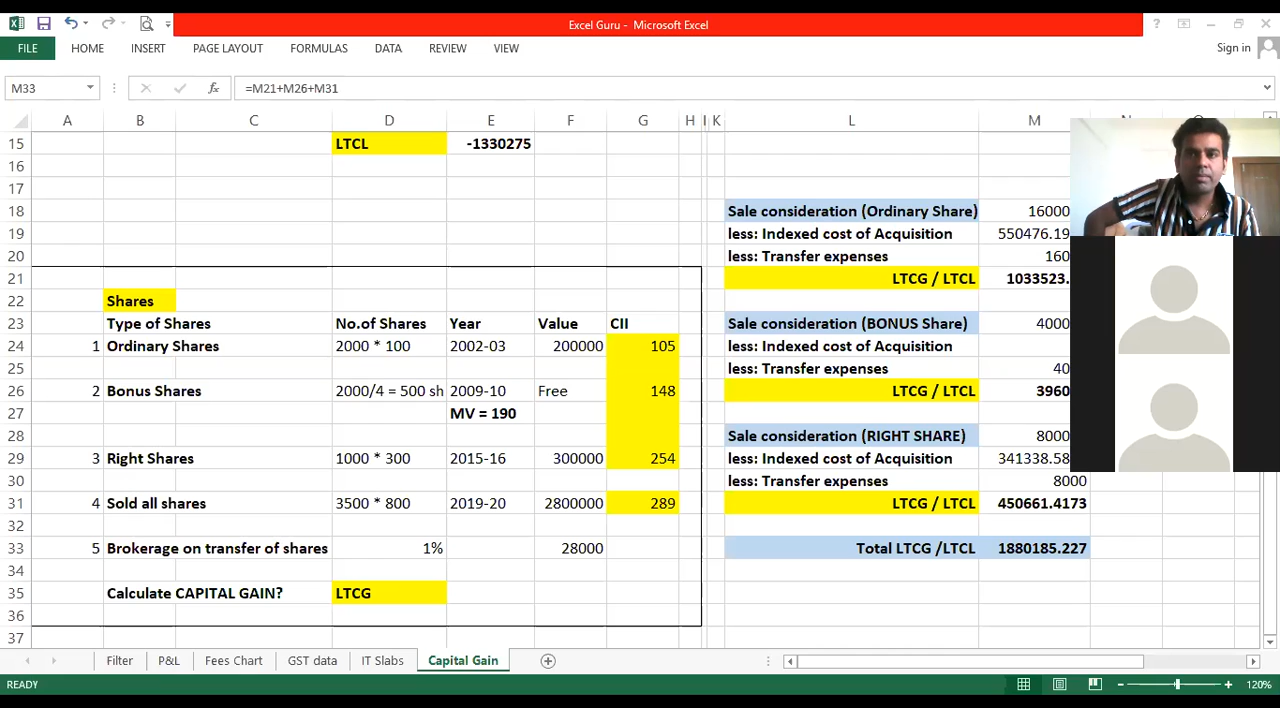 Excel Guru - Microsoft Excel
FILE HOME INSERT PAGE LAYOUT FORMULAS DATA REVIEW VIEW Sign in
M33 fx =M21+M26+M31
A B C D E F G H I K L M
15 LTCL -1330275
16
17
18 Sale consideration (Ordinary Share) 16000
19 less: Indexed cost of Acquisition 550476.19
20 less: Transfer expenses 160
21 LTCG / LTCL 1033523.
22 Shares
23 Type of Shares No.of Shares Year Value CII Sale consideration (BONUS Share) 4000
24 1 Ordinary Shares 2000 * 100 2002-03 200000 105 less: Indexed cost of Acquisition
25 less: Transfer expenses 40
26 2 Bonus Shares 2000/4 = 500 sh 2009-10 Free 148 LTCG / LTCL 3960
27 MV = 190
28 Sale consideration (RIGHT SHARE) 8000
29 3 Right Shares 1000 * 300 2015-16 300000 254 less: Indexed cost of Acquisition 341338.58
30 less: Transfer expenses 8000
31 4 Sold all shares 3500 * 800 2019-20 2800000 289 LTCG / LTCL 450661.4173
32
33 5 Brokerage on transfer of shares 1% 28000 Total LTCG /LTCL 1880185.227
34
35 Calculate CAPITAL GAIN? LTCG
36
37
Filter P&L Fees Chart GST data IT Slabs Capital Gain
READY 120%